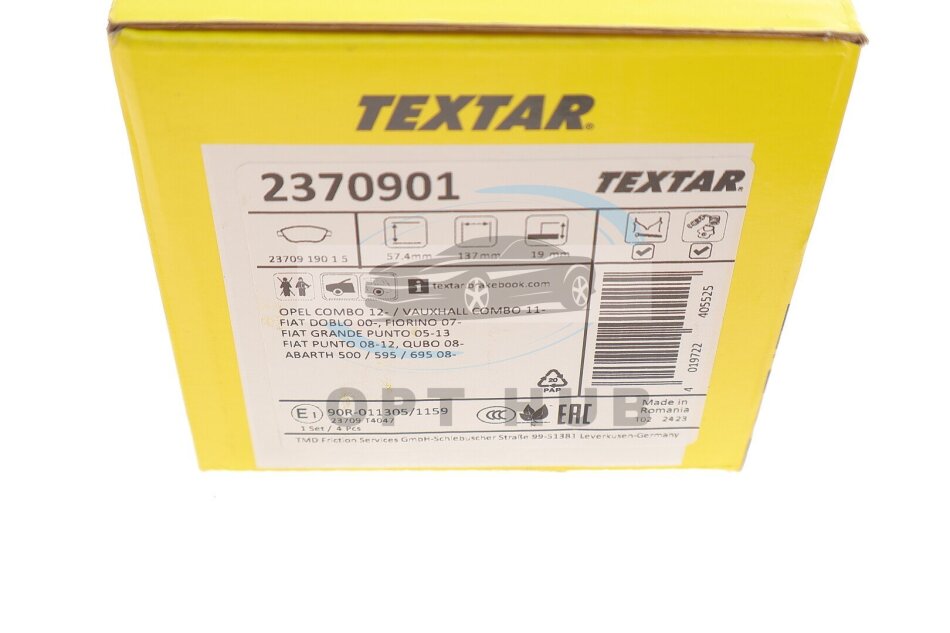 TEXTAR®
2370901
TEXTAR®
23709 190 1 5
57.4mm
137mm
19 mm
i textarbrakebook.com
OPEL COMBO 12- / VAUXHALL COMBO 11-
FIAT DOBLO 00-, FIORINO 07-
FIAT GRANDE PUNTO 05-13
FIAT PUNTO 08-12, QUBO 08-
ABARTH 500 / 595 / 695 08-
4 019722 405525
20
PAP
OPT HUB
E1 90R-011305/1159
23709 T4047
CCC
EAC
Made in
Romania
1 Set / 4 Pcs
T02 2423
TMD Friction Services GmbH-Schlebuscher Straße 99-51381 Leverkusen-Germany